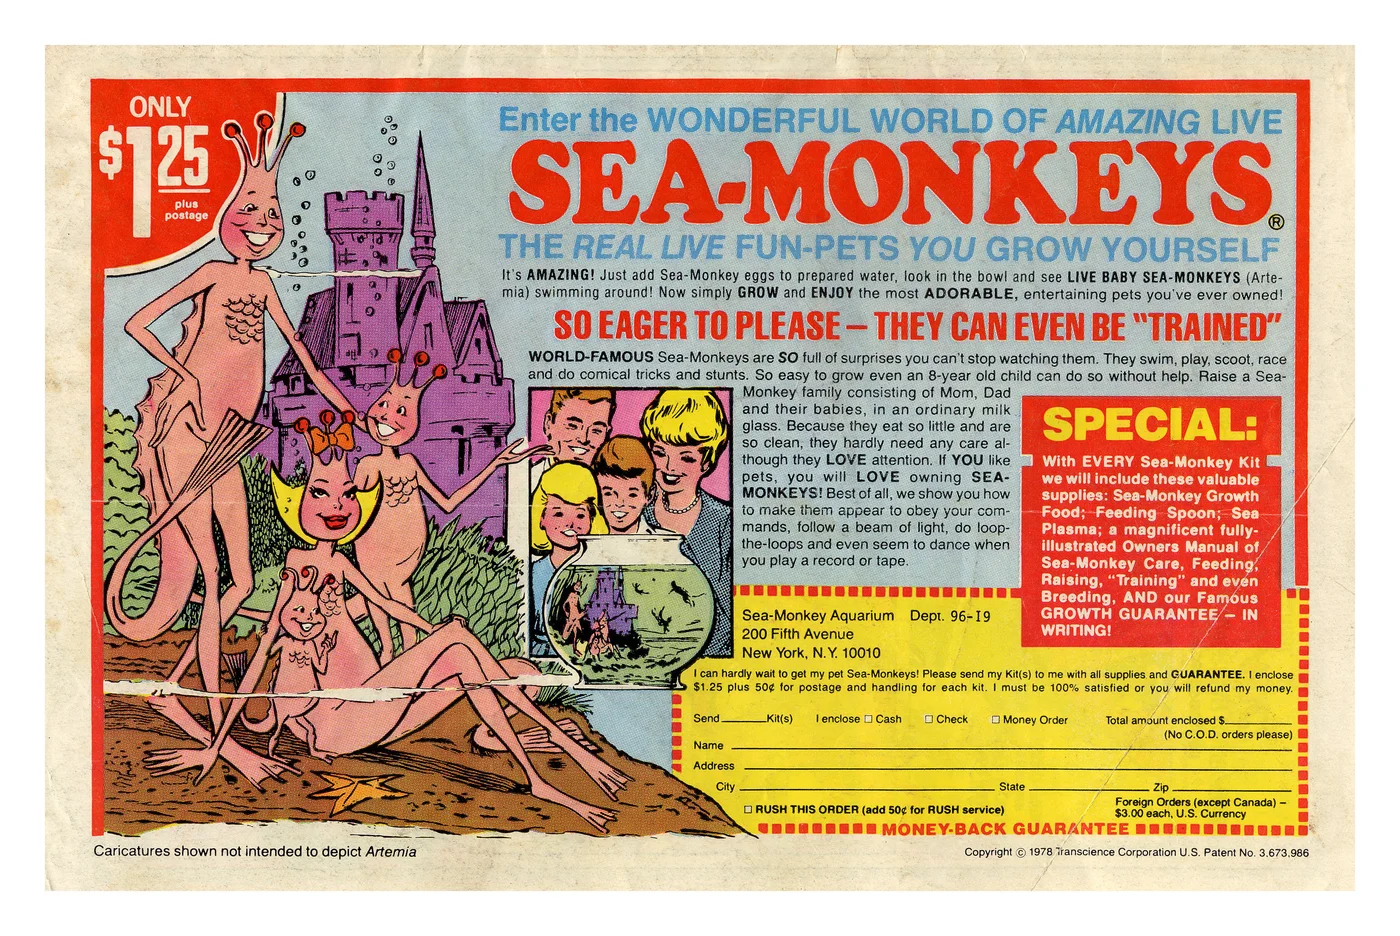 ONLY
$1.25
plus
postage
Enter the WONDERFUL WORLD OF AMAZING LIVE
SEA-MONKEYS®
THE REAL LIVE FUN-PETS YOU GROW YOURSELF
It's AMAZING! Just add Sea-Monkey eggs to prepared water, look in the bowl and see LIVE BABY SEA-MONKEYS (Arte-
mia) swimming around! Now simply GROW and ENJOY the most ADORABLE, entertaining pets you've ever owned!
SO EAGER TO PLEASE — THEY CAN EVEN BE "TRAINED"
WORLD-FAMOUS Sea-Monkeys are SO full of surprises you can't stop watching them. They swim, play, scoot, race
and do comical tricks and stunts. So easy to grow even an 8-year old child can do so without help. Raise a Sea-
Monkey family consisting of Mom, Dad
and their babies, in an ordinary milk
glass. Because they eat so little and are
so clean, they hardly need any care al-
though they LOVE attention. If YOU like
pets, you will LOVE owning SEA-
MONKEYS! Best of all, we show you how
to make them appear to obey your com-
mands, follow a beam of light, do loop-
the-loops and even seem to dance when
you play a record or tape.
SPECIAL:
With EVERY Sea-Monkey Kit
we will include these valuable
supplies: Sea-Monkey Growth
Food; Feeding Spoon; Sea
Plasma; a magnificent fully-
illustrated Owners Manual of
Sea-Monkey Care, Feeding,
Raising, "Training" and even
Breeding, AND our Famous
GROWTH GUARANTEE — IN
WRITING!
Sea-Monkey Aquarium Dept. 96-I9
200 Fifth Avenue
New York, N.Y. 10010
I can hardly wait to get my pet Sea-Monkeys! Please send my Kit(s) to me with all supplies and GUARANTEE. I enclose
$1.25 plus 50¢ for postage and handling for each kit. I must be 100% satisfied or you will refund my money.
Send ______ Kit(s) I enclose □ Cash □ Check □ Money Order Total amount enclosed $______
(No C.O.D. orders please)
Name
Address
City State Zip
□ RUSH THIS ORDER (add 50¢ for RUSH service)
Foreign Orders (except Canada) –
$3.00 each, U.S. Currency
MONEY-BACK GUARANTEE
Caricatures shown not intended to depict Artemia
Copyright © 1978 Transcience Corporation U.S. Patent No. 3,673,986